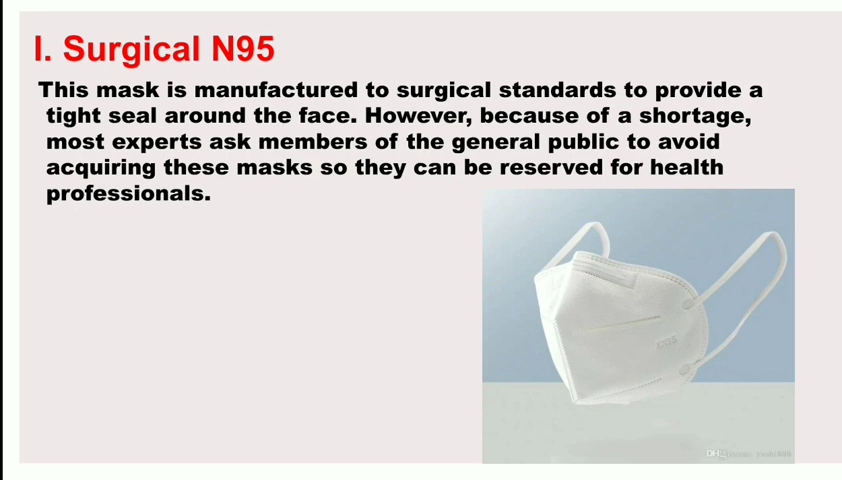 I. Surgical N95
This mask is manufactured to surgical standards to provide a
tight seal around the face. However, because of a shortage,
most experts ask members of the general public to avoid
acquiring these masks so they can be reserved for health
professionals.
N95